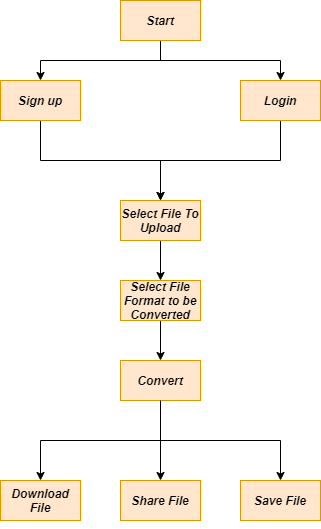 Start
Sign up
Login
Select File To
Upload
Select File
Format to be
Converted
Convert
Download
File
Share File
Save File